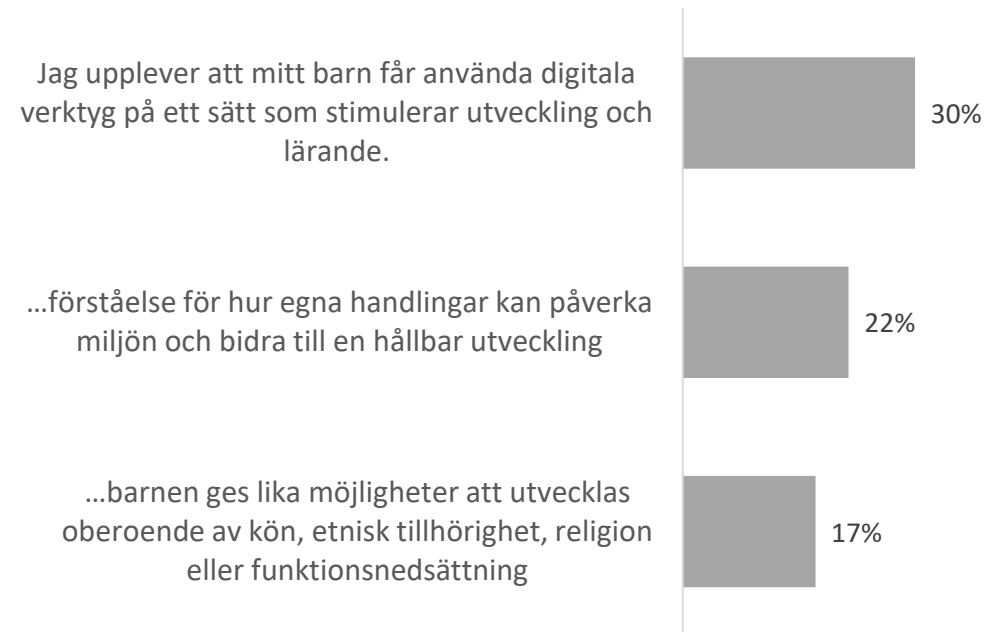 Jag upplever att mitt barn får använda digitala
verktyg på ett sätt som stimulerar utveckling och
lärande.
30%
…förståelse för hur egna handlingar kan påverka
miljön och bidra till en hållbar utveckling
22%
…barnen ges lika möjligheter att utvecklas
oberoende av kön, etnisk tillhörighet, religion
eller funktionsnedsättning
17%